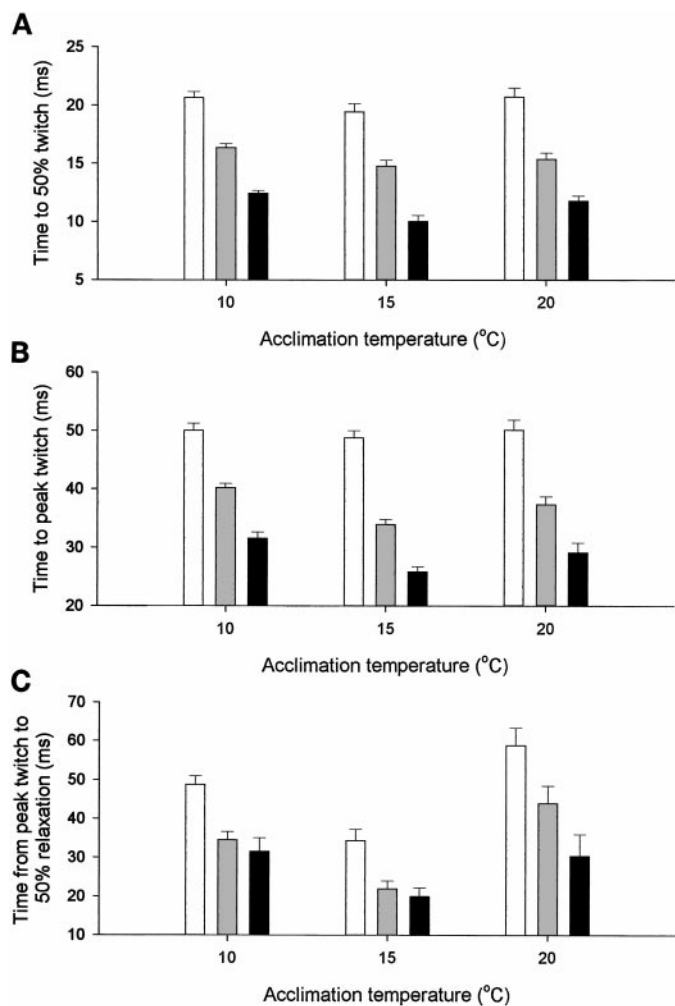 A
Time to 50% twitch (ms)
25
20
15
10
5
10 15 20
Acclimation temperature (°C)
B
Time to peak twitch (ms)
60
50
40
30
20
10 15 20
Acclimation temperature (°C)
C
Time from peak twitch to
50% relaxation (ms)
70
60
50
40
30
20
10
10 15 20
Acclimation temperature (°C)